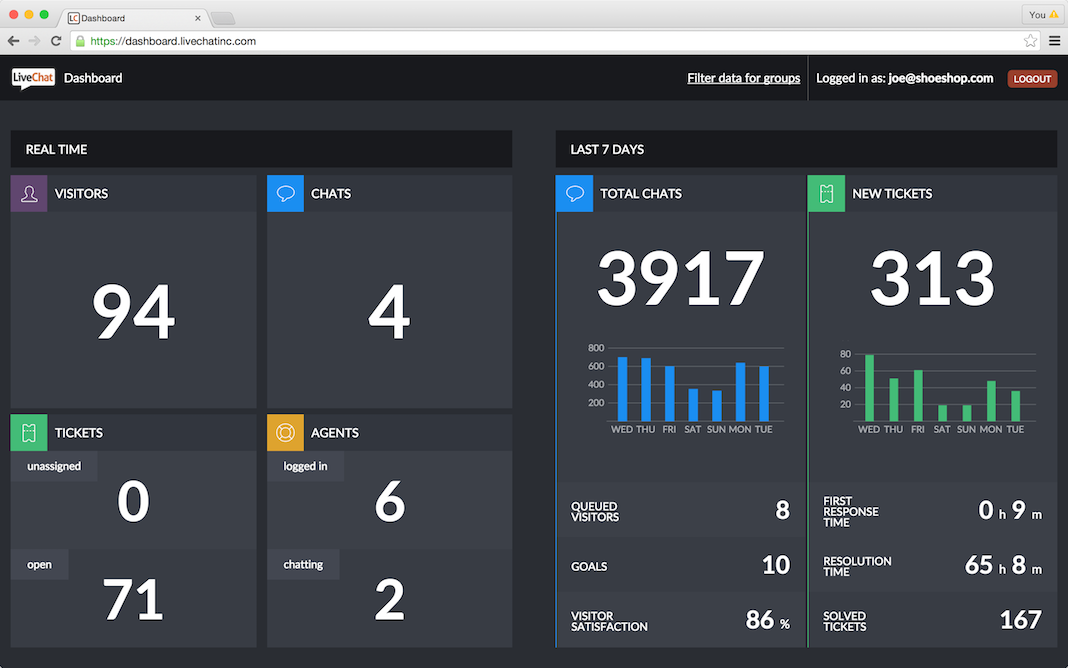 LC Dashboard
You
https://dashboard.livechatinc.com
LiveChat Dashboard
Filter data for groups
Logged in as: joe@shoeshop.com
LOGOUT
REAL TIME
VISITORS
94
CHATS
4
TICKETS
unassigned
0
open
71
AGENTS
logged in
6
chatting
2
LAST 7 DAYS
TOTAL CHATS
3917
800
600
400
200
WED THU FRI SAT SUN MON TUE
QUEUED
VISITORS
8
GOALS
10
VISITOR
SATISFACTION
86 %
NEW TICKETS
313
80
60
40
20
WED THU FRI SAT SUN MON TUE
FIRST
RESPONSE
TIME
0 h 9 m
RESOLUTION
TIME
65 h 8 m
SOLVED
TICKETS
167